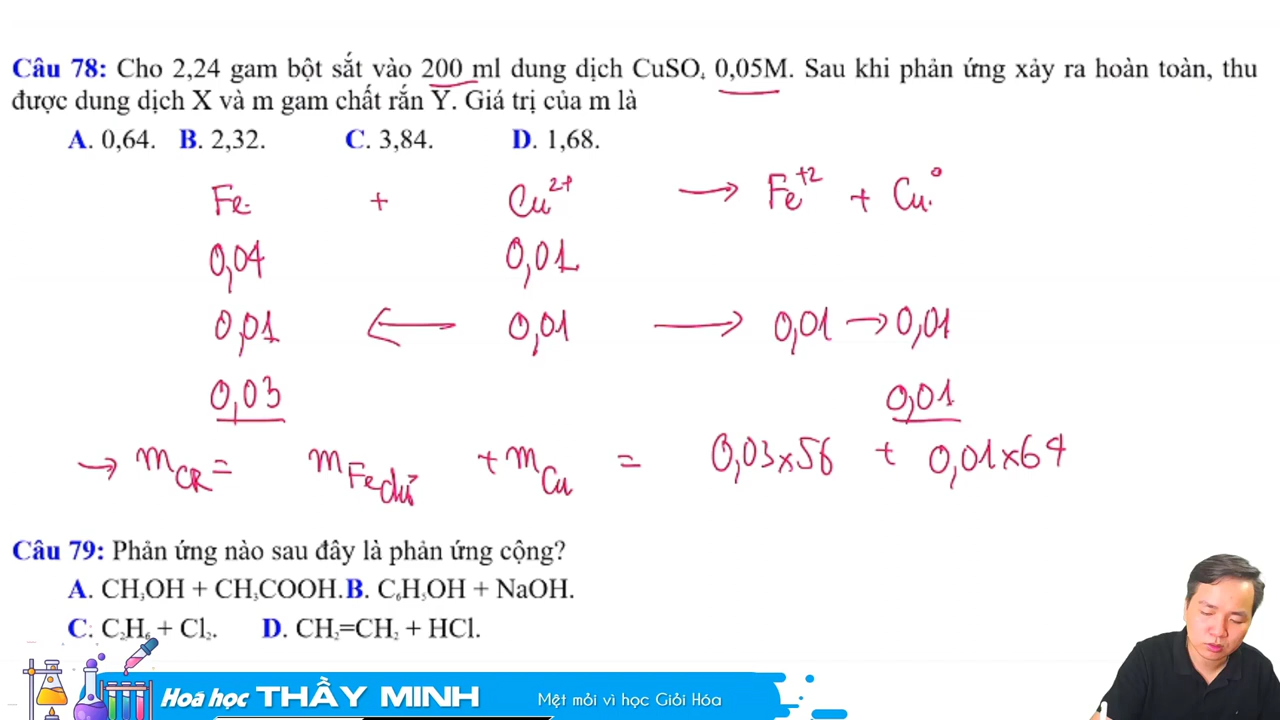 Câu 78: Cho 2,24 gam bột sắt vào 200 ml dung dịch CuSO₄ 0,05M. Sau khi phản ứng xảy ra hoàn toàn, thu
được dung dịch X và m gam chất rắn Y. Giá trị của m là
A. 0,64. B. 2,32. C. 3,84. D. 1,68.
Fe + Cu²⁺ → Fe⁺² + Cu⁰
0,04 0,01
0,01 ← 0,01 → 0,01 → 0,01
0,03 0,01
→ m CR = m Fe dư + m Cu = 0,03x56 + 0,01x64
Câu 79: Phản ứng nào sau đây là phản ứng cộng?
A. CH₃OH + CH₃COOH. B. C₆H₅OH + NaOH.
C. C₂H₆ + Cl₂. D. CH₂=CH₂ + HCl.
Hoá học THẦY MINH Mệt mỏi vì học Giỏi Hóa